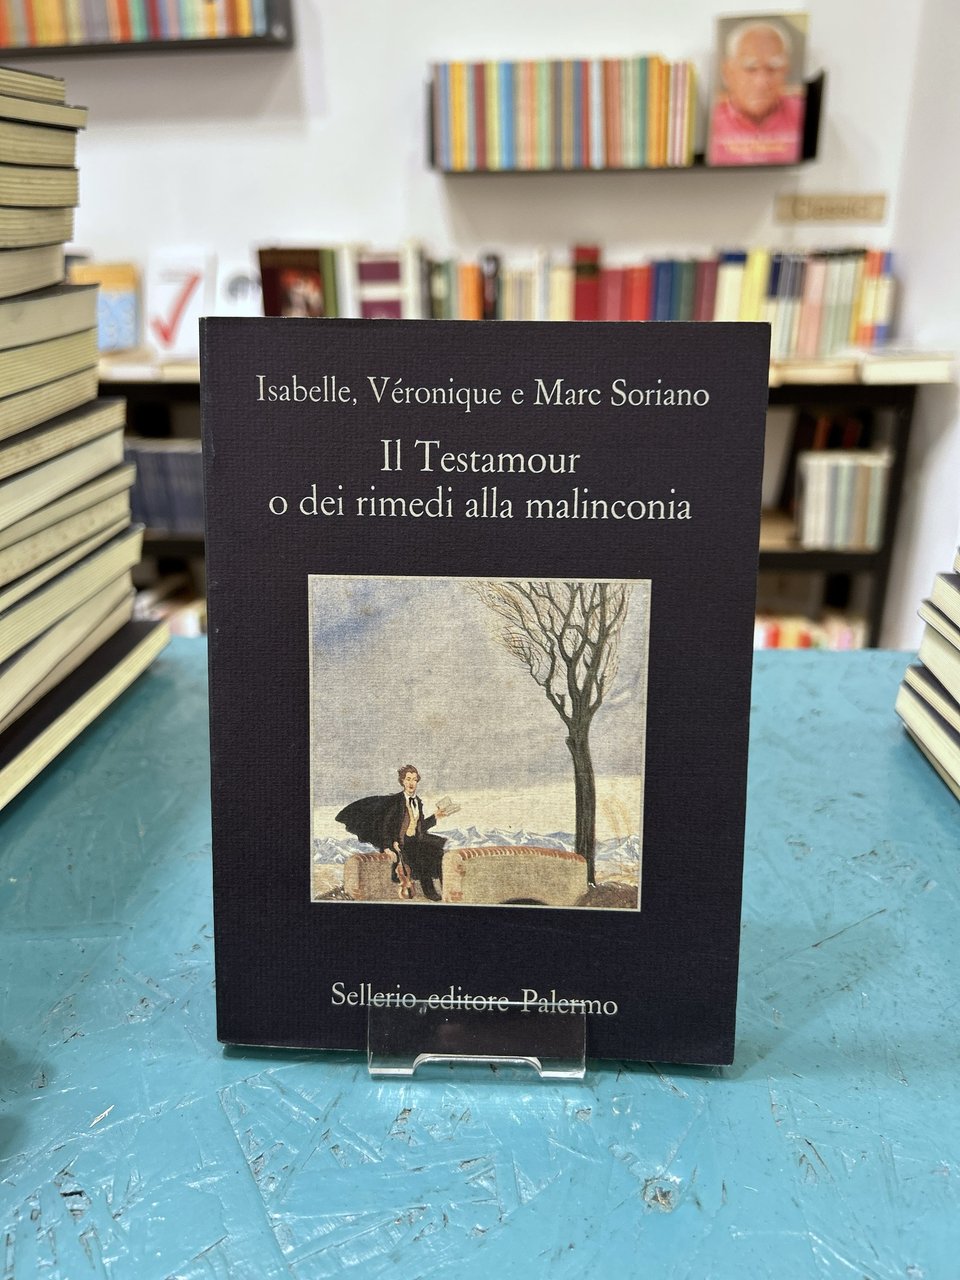 Isabelle, Véronique e Marc Soriano
Il Testamour
o dei rimedi alla malinconia
Sellerio editore Palermo